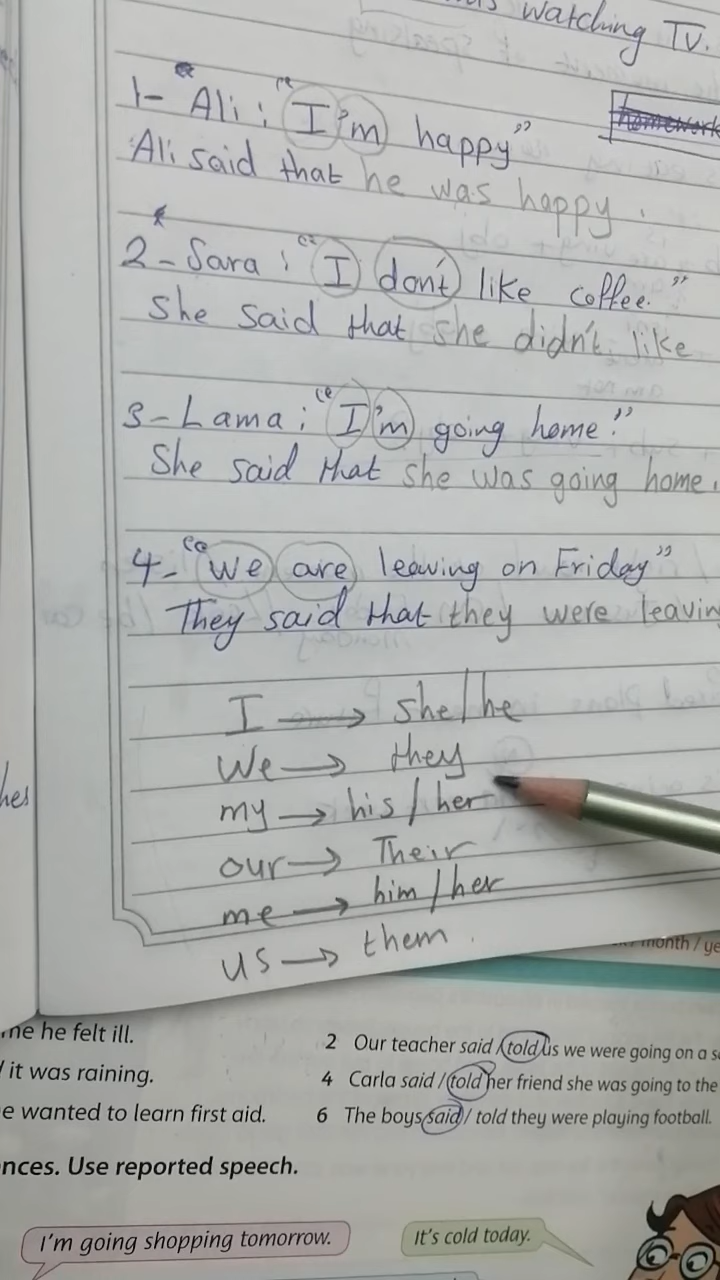 watching TV.
1- Ali : "I'm happy"
homework
Ali said that he was happy.
2- Sara : "I don't like coffee."
She said that she didn't like
3- Lama : "I'm going home."
She said that she was going home.
4- "We are leaving on Friday"
They said that they were leavin
I → she/he
We → they
my → his/her
our → Their
me → him/her
us → them.
month / ye
me he felt ill.
2 Our teacher said / told us we were going on a s
it was raining.
4 Carla said / told her friend she was going to the
e wanted to learn first aid.
6 The boys said / told they were playing football.
nces. Use reported speech.
I'm going shopping tomorrow.
It's cold today.